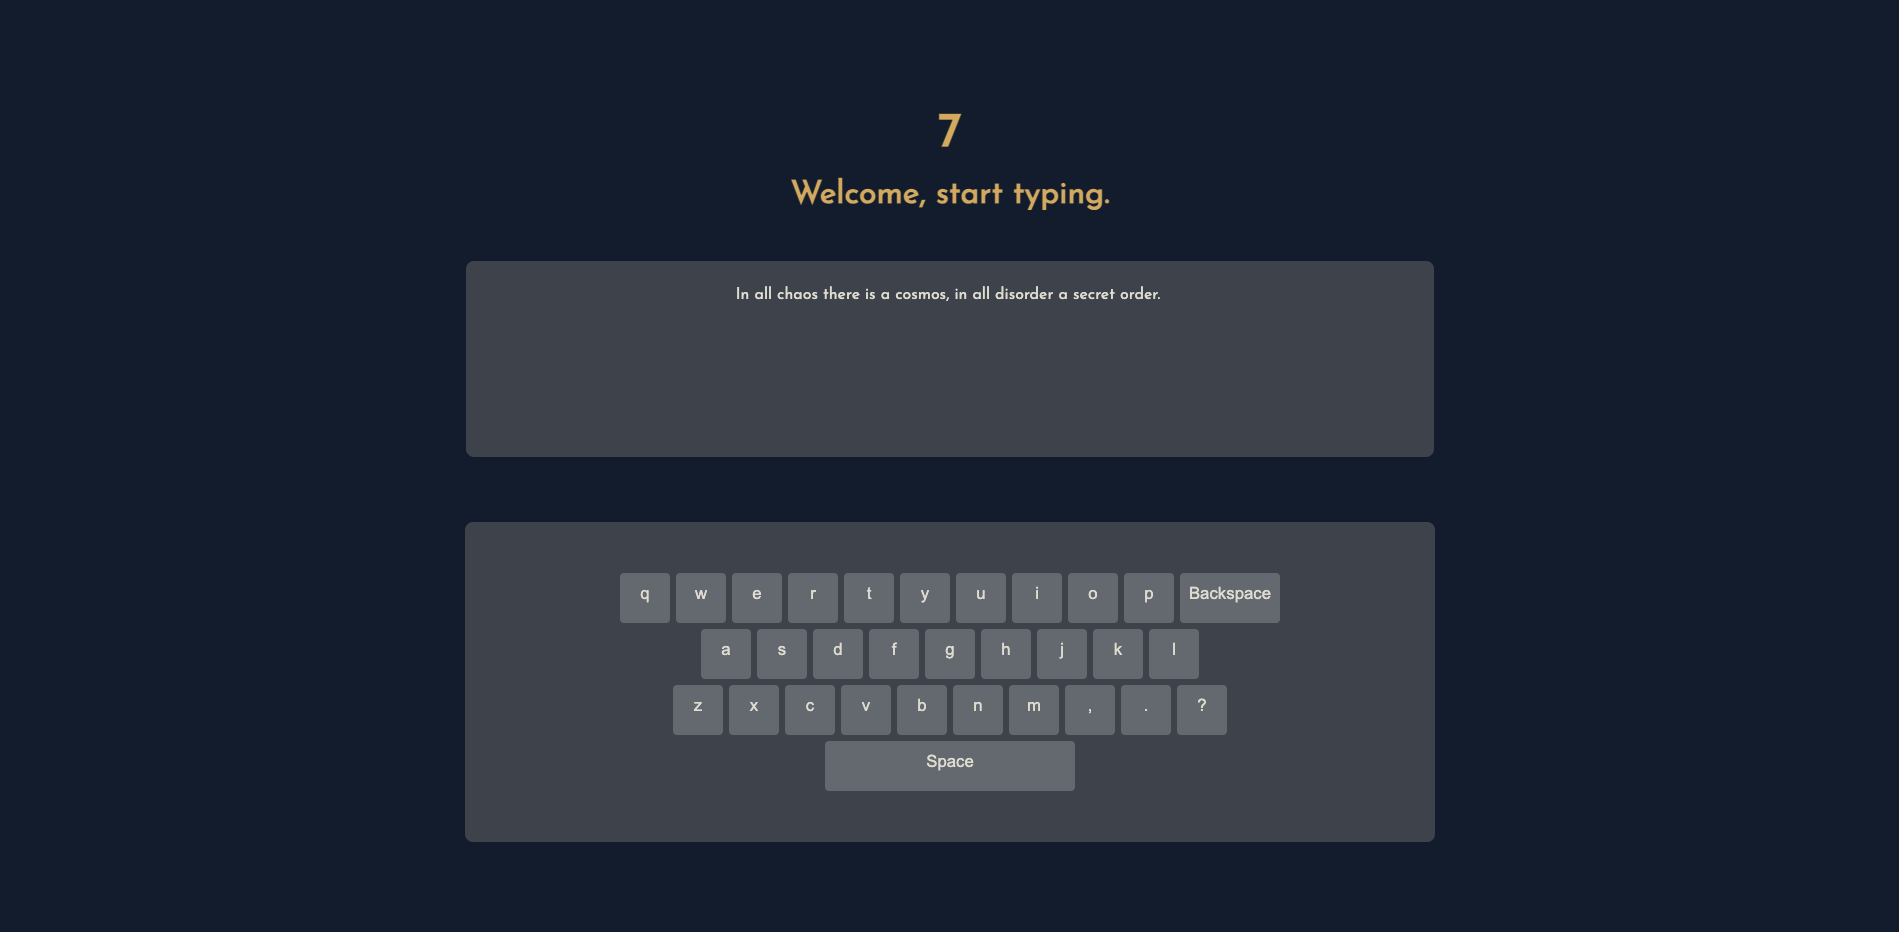 7
Welcome, start typing.
In all chaos there is a cosmos, in all disorder a secret order.
q w e r t y u i o p Backspace
a s d f g h j k l
z x c v b n m , . ?
Space